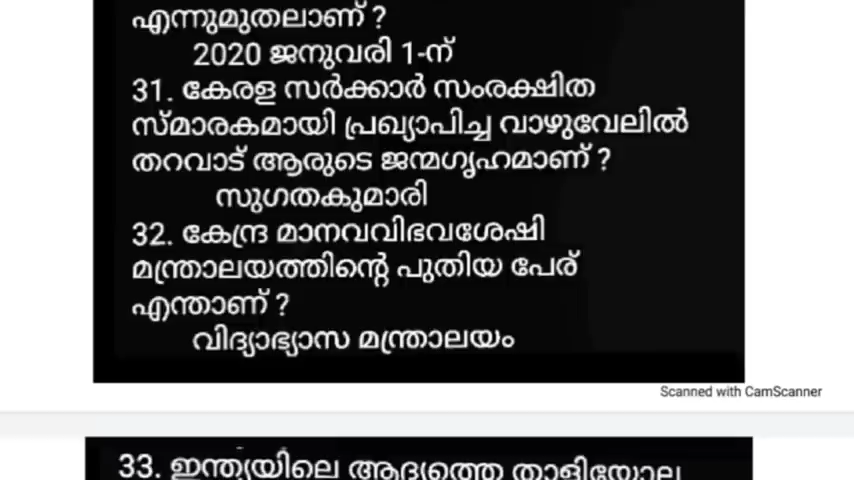 എന്നുമുതലാണ് ?
2020 ജനുവരി 1-ന്
31. കേരള സർക്കാർ സംരക്ഷിത
സ്മാരകമായി പ്രഖ്യാപിച്ച വാഴുവേലിൽ
തറവാട് ആരുടെ ജന്മഗൃഹമാണ് ?
സുഗതകുമാരി
32. കേന്ദ്ര മാനവവിഭവശേഷി
മന്ത്രാലയത്തിന്റെ പുതിയ പേര്
എന്താണ് ?
വിദ്യാഭ്യാസ മന്ത്രാലയം
Scanned with CamScanner
33. ഇന്ത്യയിലെ ആദ്യത്തെ താളിയോല